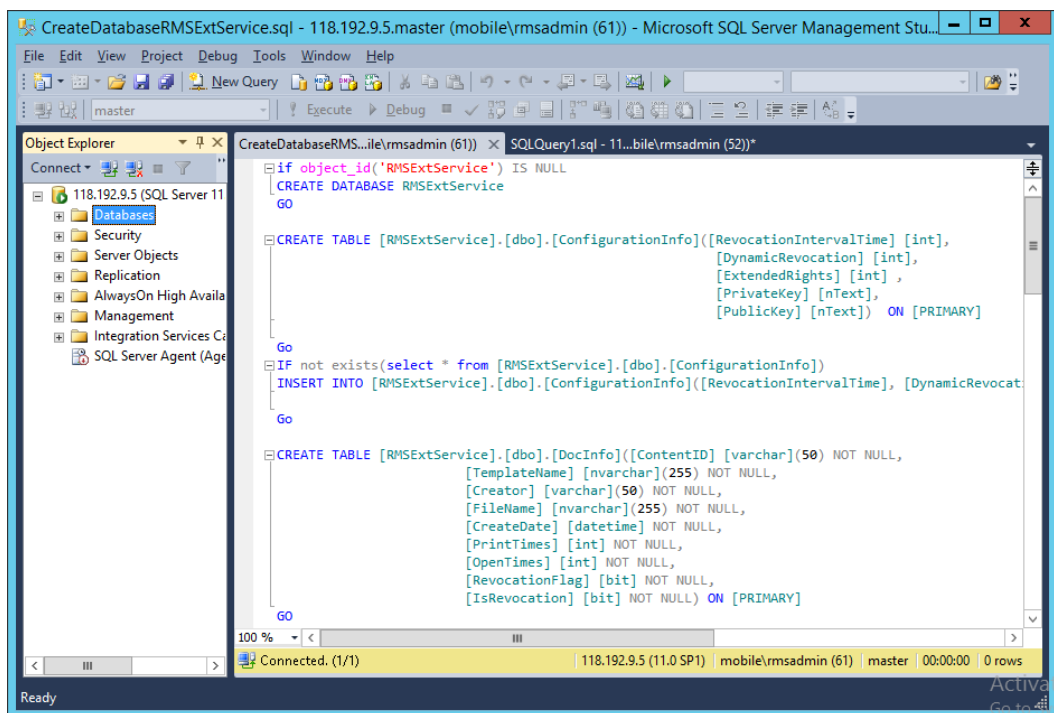 CreateDatabaseRMSExtService.sql - 118.192.9.5.master (mobile\rmsadmin (61)) - Microsoft SQL Server Management Stu...
File Edit View Project Debug Tools Window Help
New Query
master Execute Debug
Object Explorer
Connect
118.192.9.5 (SQL Server 11
Databases
Security
Server Objects
Replication
AlwaysOn High Availa
Management
Integration Services Ca
SQL Server Agent (Age
CreateDatabaseRMS...ile\rmsadmin (61)) SQLQuery1.sql - 11...bile\rmsadmin (52))*
if object_id('RMSExtService') IS NULL
CREATE DATABASE RMSExtService
GO
CREATE TABLE [RMSExtService].[dbo].[ConfigurationInfo]([RevocationIntervalTime] [int],
[DynamicRevocation] [int],
[ExtendedRights] [int] ,
[PrivateKey] [nText],
[PublicKey] [nText]) ON [PRIMARY]
Go
IF not exists(select * from [RMSExtService].[dbo].[ConfigurationInfo])
INSERT INTO [RMSExtService].[dbo].[ConfigurationInfo]([RevocationIntervalTime], [DynamicRevocat
Go
CREATE TABLE [RMSExtService].[dbo].[DocInfo]([ContentID] [varchar](50) NOT NULL,
[TemplateName] [nvarchar](255) NOT NULL,
[Creator] [varchar](50) NOT NULL,
[FileName] [nvarchar](255) NOT NULL,
[CreateDate] [datetime] NOT NULL,
[PrintTimes] [int] NOT NULL,
[OpenTimes] [int] NOT NULL,
[RevocationFlag] [bit] NOT NULL,
[IsRevocation] [bit] NOT NULL) ON [PRIMARY]
GO
100 %
Connected. (1/1) 118.192.9.5 (11.0 SP1) mobile\rmsadmin (61) master 00:00:00 0 rows
Ready
Activa
Go to